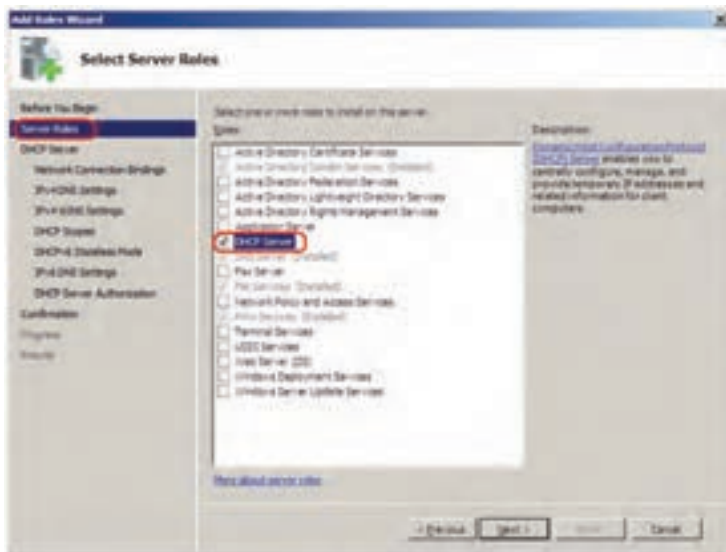 Add Roles Wizard
Select Server Roles
Before You Begin
Server Roles
DHCP Server
Network Connection Bindings
IPv4 DNS Settings
IPv4 WINS Settings
DHCP Scopes
DHCPv6 Stateless Mode
IPv6 DNS Settings
DHCP Server Authorization
Confirmation
Progress
Results
Select one or more roles to install on this server.
Roles:
Active Directory Certificate Services
Active Directory Domain Services (Installed)
Active Directory Federation Services
Active Directory Lightweight Directory Services
Active Directory Rights Management Services
Application Server
DHCP Server
DNS Server (Installed)
Fax Server
File Services (Installed)
Network Policy and Access Services
Print Services (Installed)
Terminal Services
UDDI Services
Web Server (IIS)
Windows Deployment Services
Windows Server Update Services
More about server roles
Description:
Dynamic Host Configuration Protocol
(DHCP) Server enables you to
centrally configure, manage, and
provide temporary IP addresses and
related information for client
computers.
< Previous
Next >
Cancel